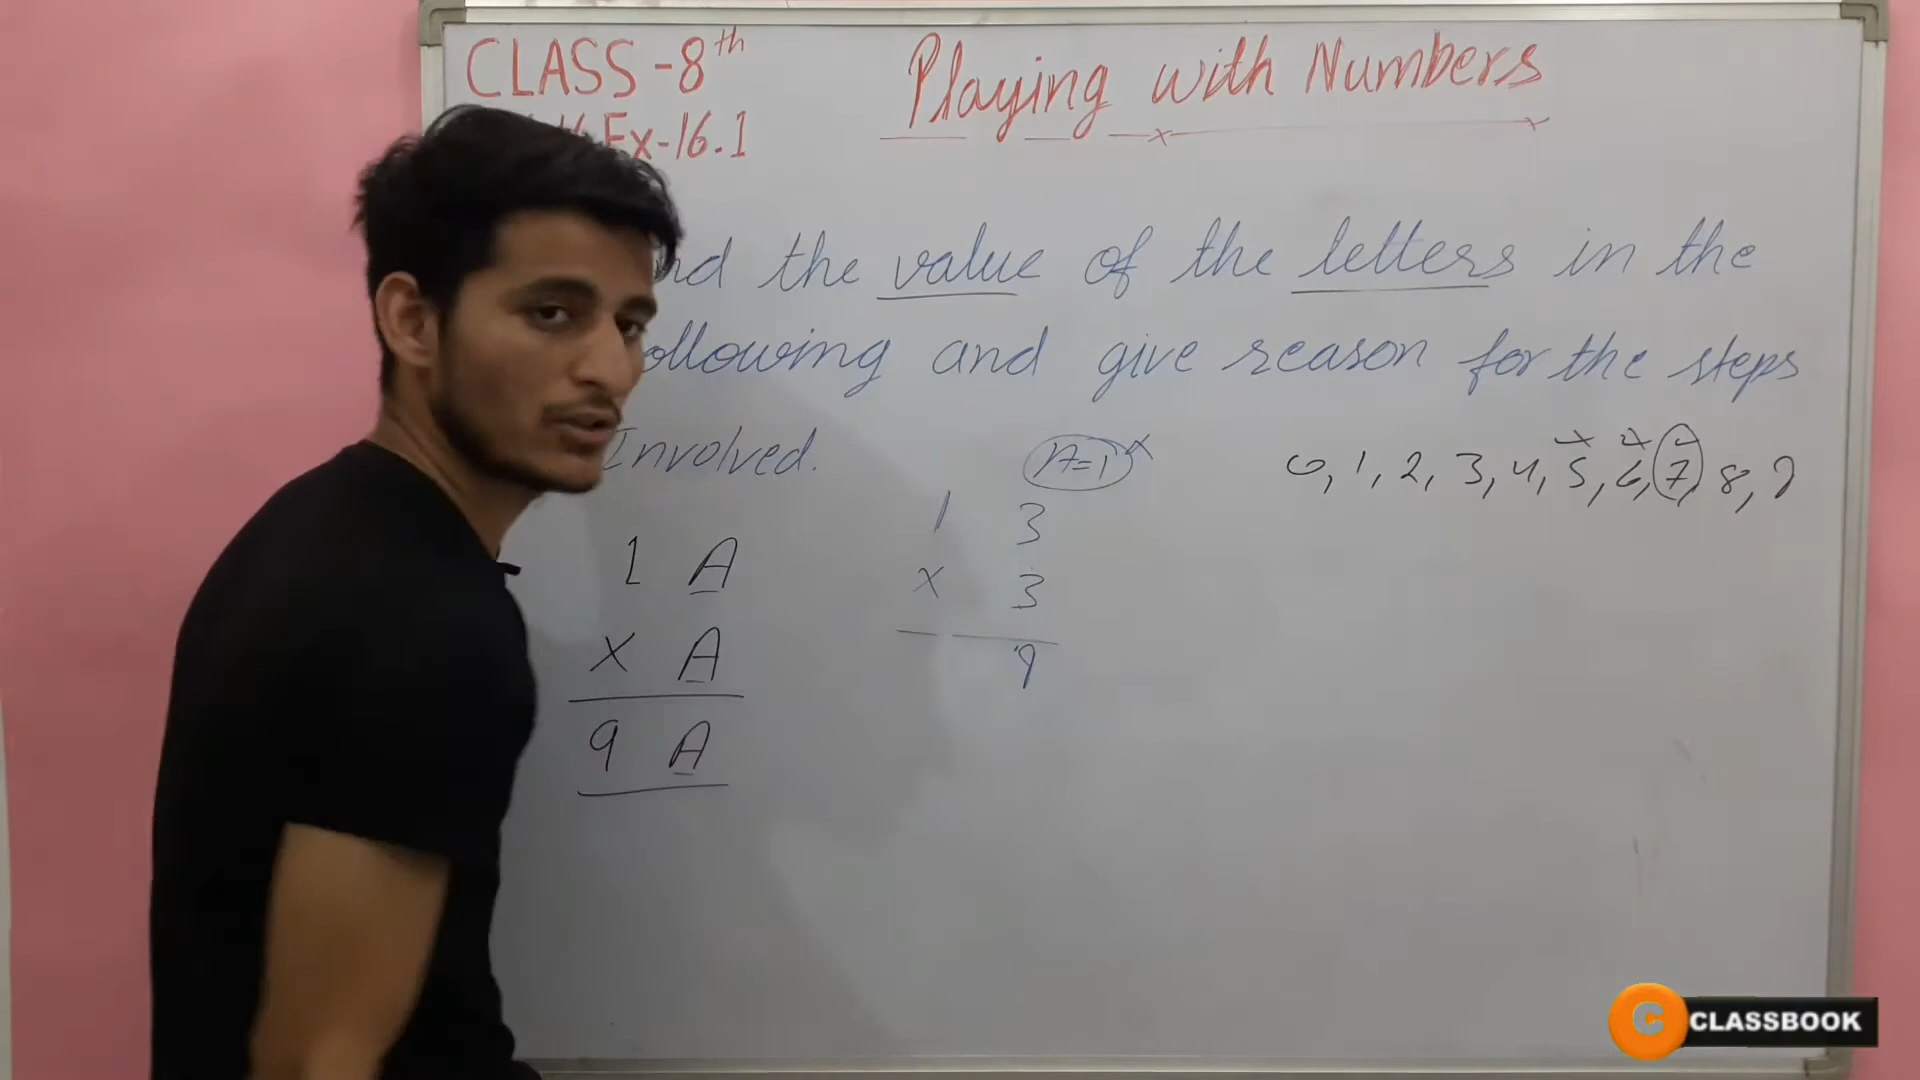 CLASS-8th
Playing with Numbers
Ex-16.1
nd the value of the letters in the
ollowing and give reason for the steps
Involved.
A=1 x
0, 1, 2, 3, 4, 5, 6, 7, 8, 9
1 A
x A
9 A
1 3
x 3
9
C CLASSBOOK